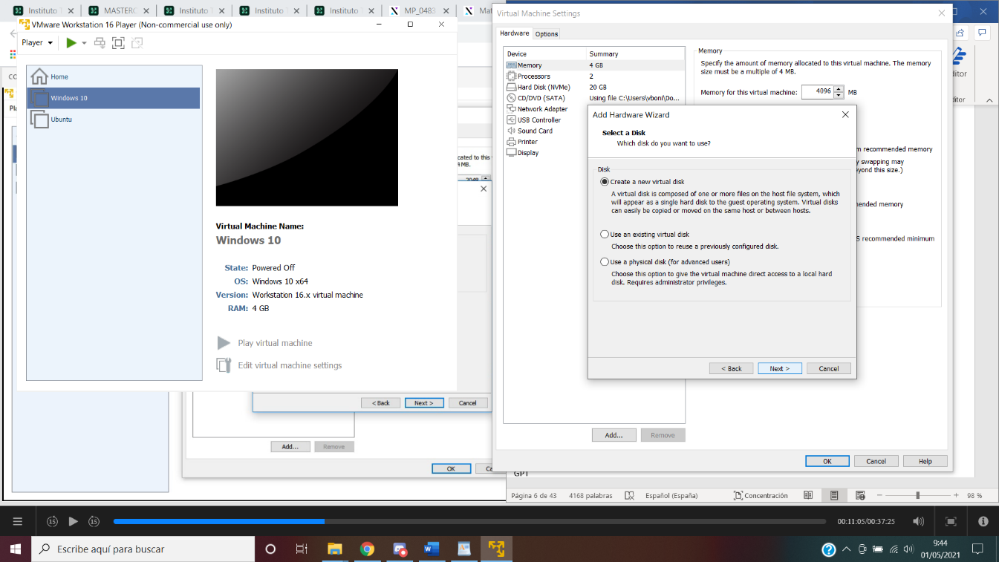 Instituto
MASTERC
Instituto
Instituto
Instituto
MP_0483
Mat
VMware Workstation 16 Player (Non-commercial use only)
Player
Home
Windows 10
Ubuntu
Virtual Machine Name:
Windows 10
State: Powered Off
OS: Windows 10 x64
Version: Workstation 16.x virtual machine
RAM: 4 GB
Play virtual machine
Edit virtual machine settings
CO
Pla
cated to this
MB.
2048
< Back
Next >
Cancel
Add...
Remove
OK
Ca
Virtual Machine Settings
Hardware
Options
Device Summary
Memory 4 GB
Processors 2
Hard Disk (NVMe) 20 GB
CD/DVD (SATA) Using file C:\Users\vboni\Do...
Network Adapter
USB Controller
Sound Card
Printer
Display
Memory
Specify the amount of memory allocated to this virtual machine. The memory
size must be a multiple of 4 MB.
Memory for this virtual machine: 4096 MB
m recommended memory
y swapping may
eyond this size.)
ended memory
S recommended minimum
Add Hardware Wizard
Select a Disk
Which disk do you want to use?
Disk
Create a new virtual disk
A virtual disk is composed of one or more files on the host file system, which
will appear as a single hard disk to the guest operating system. Virtual disks
can easily be copied or moved on the same host or between hosts.
Use an existing virtual disk
Choose this option to reuse a previously configured disk.
Use a physical disk (for advanced users)
Choose this option to give the virtual machine direct access to a local hard
disk. Requires administrator privileges.
< Back
Next >
Cancel
Add...
Remove
OK
Cancel
Help
itor
ditor
GPT
Página 6 de 43
4168 palabras
Español (España)
Concentración
98 %
15
15
00:11:05/00:37:25
Escribe aquí para buscar
9:44
01/05/2021